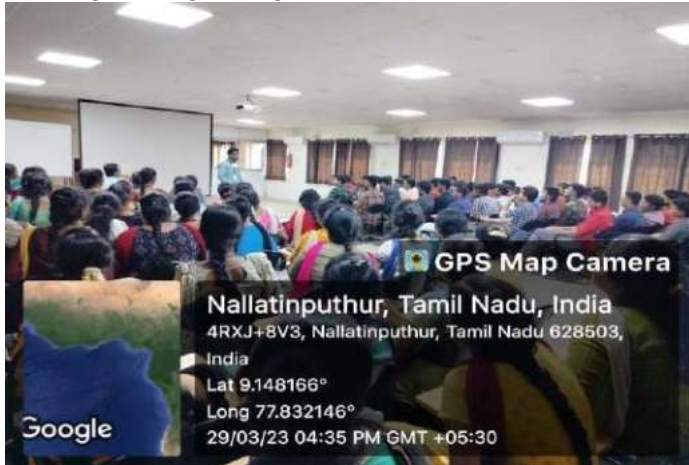 GPS Map Camera
Nallatinputhur, Tamil Nadu, India
4RXJ+8V3, Nallatinputhur, Tamil Nadu 628503,
India
Lat 9.148166°
Long 77.832146°
29/03/23 04:35 PM GMT +05:30
Google